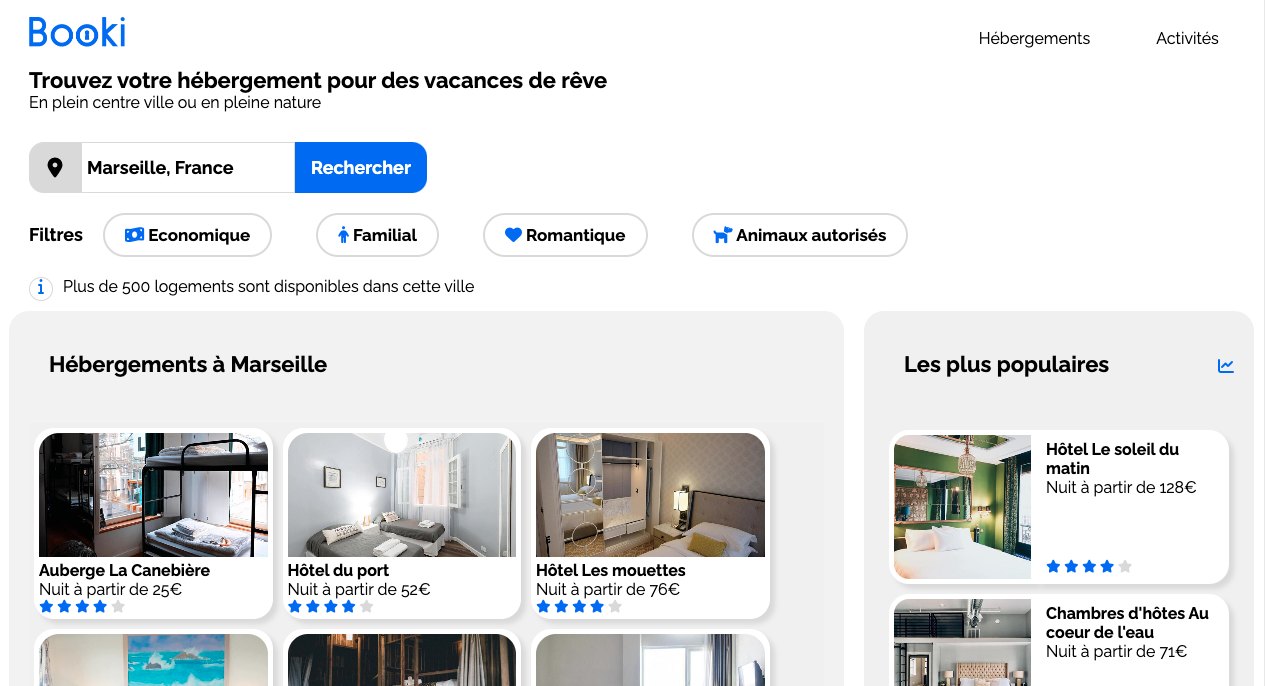 Booki
Hébergements
Activités
Trouvez votre hébergement pour des vacances de rêve
En plein centre ville ou en pleine nature
Marseille, France
Rechercher
Filtres
Economique
Familial
Romantique
Animaux autorisés
Plus de 500 logements sont disponibles dans cette ville
Hébergements à Marseille
Auberge La Canebière
Nuit à partir de 25€
Hôtel du port
Nuit à partir de 52€
Hôtel Les mouettes
Nuit à partir de 76€
Les plus populaires
Hôtel Le soleil du
matin
Nuit à partir de 128€
Chambres d'hôtes Au
coeur de l'eau
Nuit à partir de 71€